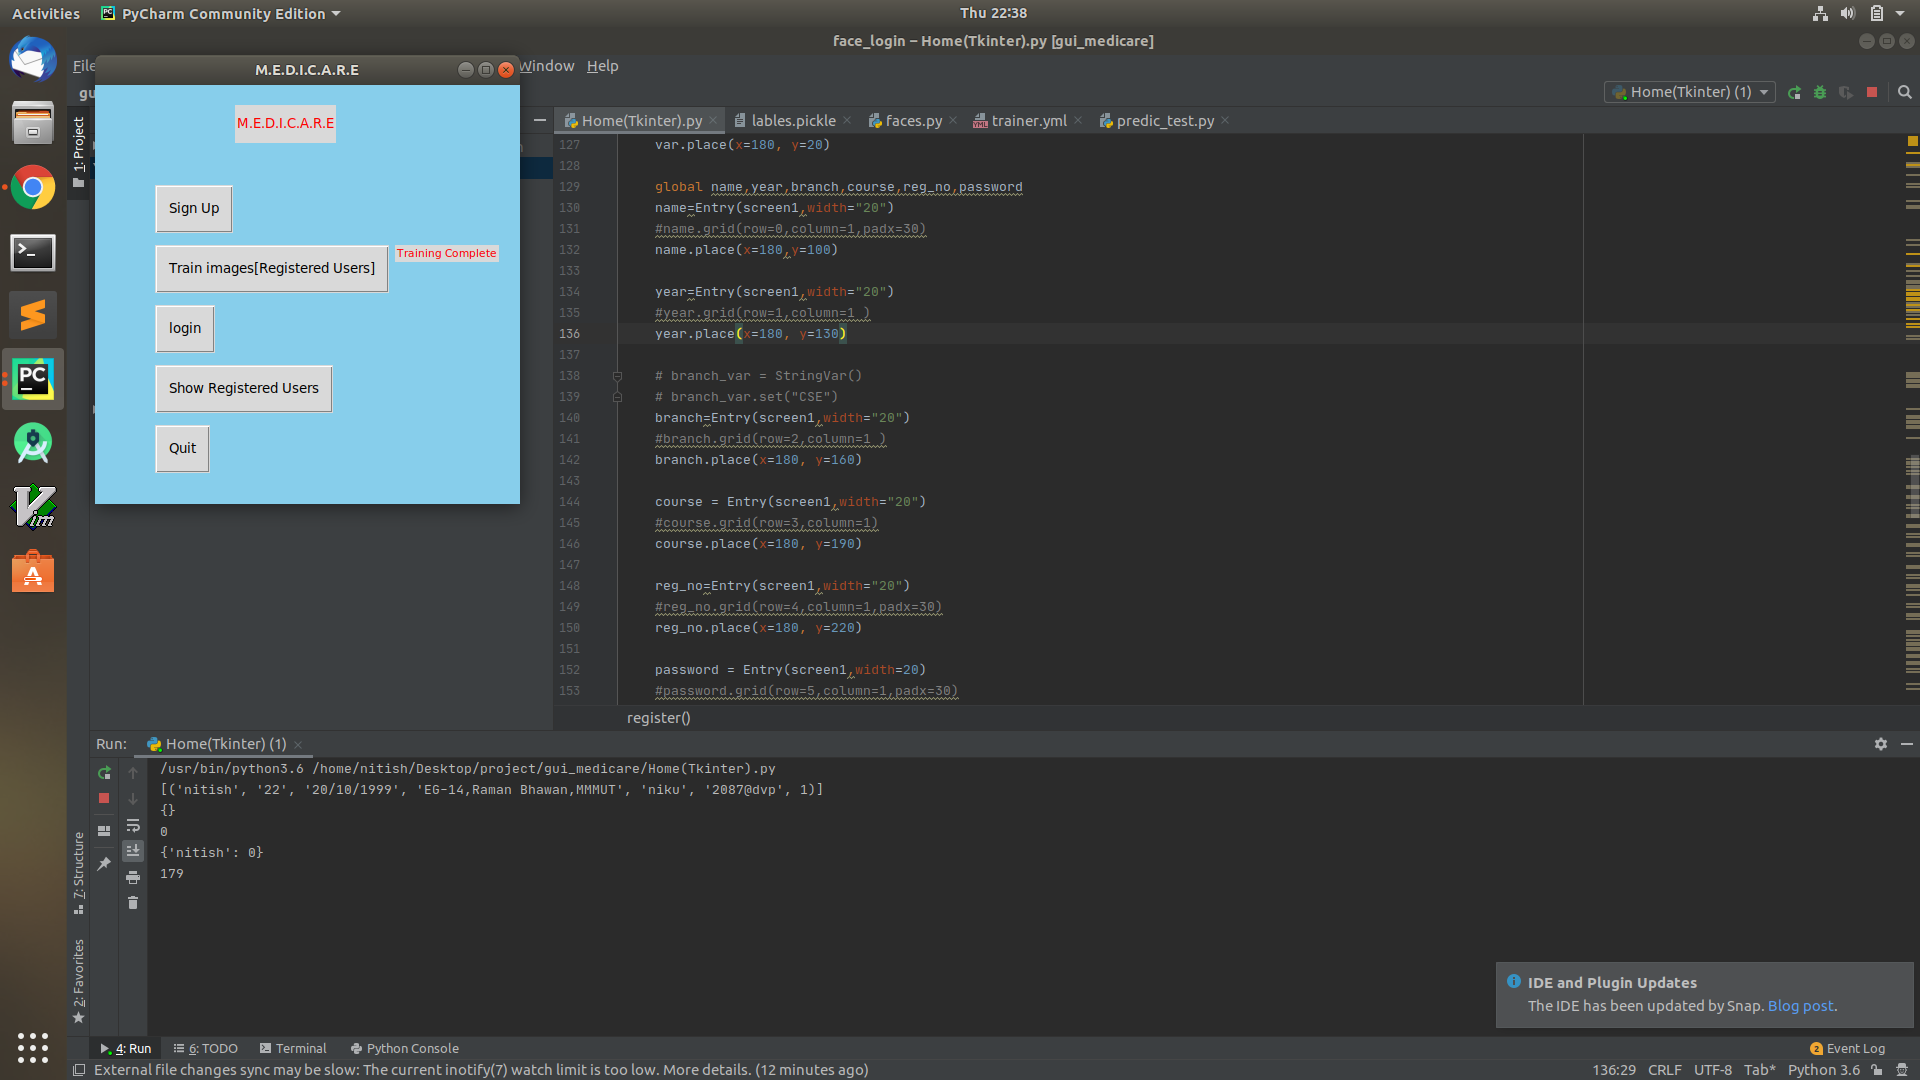 Activities
PyCharm Community Edition
Thu 22:38
face_login – Home(Tkinter).py [gui_medicare]
File
Window Help
M.E.D.I.C.A.R.E
M.E.D.I.C.A.R.E
Sign Up
Train images[Registered Users]
Training Complete
login
Show Registered Users
Quit
gu
Home(Tkinter) (1)
1: Project
Home(Tkinter).py
lables.pickle
faces.py
trainer.yml
predic_test.py
127 var.place(x=180, y=20)
128
129 global name,year,branch,course,reg_no,password
130 name=Entry(screen1,width="20")
131 #name.grid(row=0,column=1,padx=30)
132 name.place(x=180,y=100)
133
134 year=Entry(screen1,width="20")
135 #year.grid(row=1,column=1 )
136 year.place(x=180, y=130)
137
138 # branch_var = StringVar()
139 # branch_var.set("CSE")
140 branch=Entry(screen1,width="20")
141 #branch.grid(row=2,column=1 )
142 branch.place(x=180, y=160)
143
144 course = Entry(screen1,width="20")
145 #course.grid(row=3,column=1)
146 course.place(x=180, y=190)
147
148 reg_no=Entry(screen1,width="20")
149 #reg_no.grid(row=4,column=1,padx=30)
150 reg_no.place(x=180, y=220)
151
152 password = Entry(screen1,width=20)
153 #password.grid(row=5,column=1,padx=30)
register()
Run:
Home(Tkinter) (1)
/usr/bin/python3.6 /home/nitish/Desktop/project/gui_medicare/Home(Tkinter).py
[('nitish', '22', '20/10/1999', 'EG-14,Raman Bhawan,MMMUT', 'niku', '2087@dvp', 1)]
{}
0
{'nitish': 0}
179
7: Structure
2: Favorites
IDE and Plugin Updates
The IDE has been updated by Snap. Blog post.
4: Run
6: TODO
Terminal
Python Console
2 Event Log
External file changes sync may be slow: The current inotify(7) watch limit is too low. More details. (12 minutes ago)
136:29 CRLF UTF-8 Tab* Python 3.6